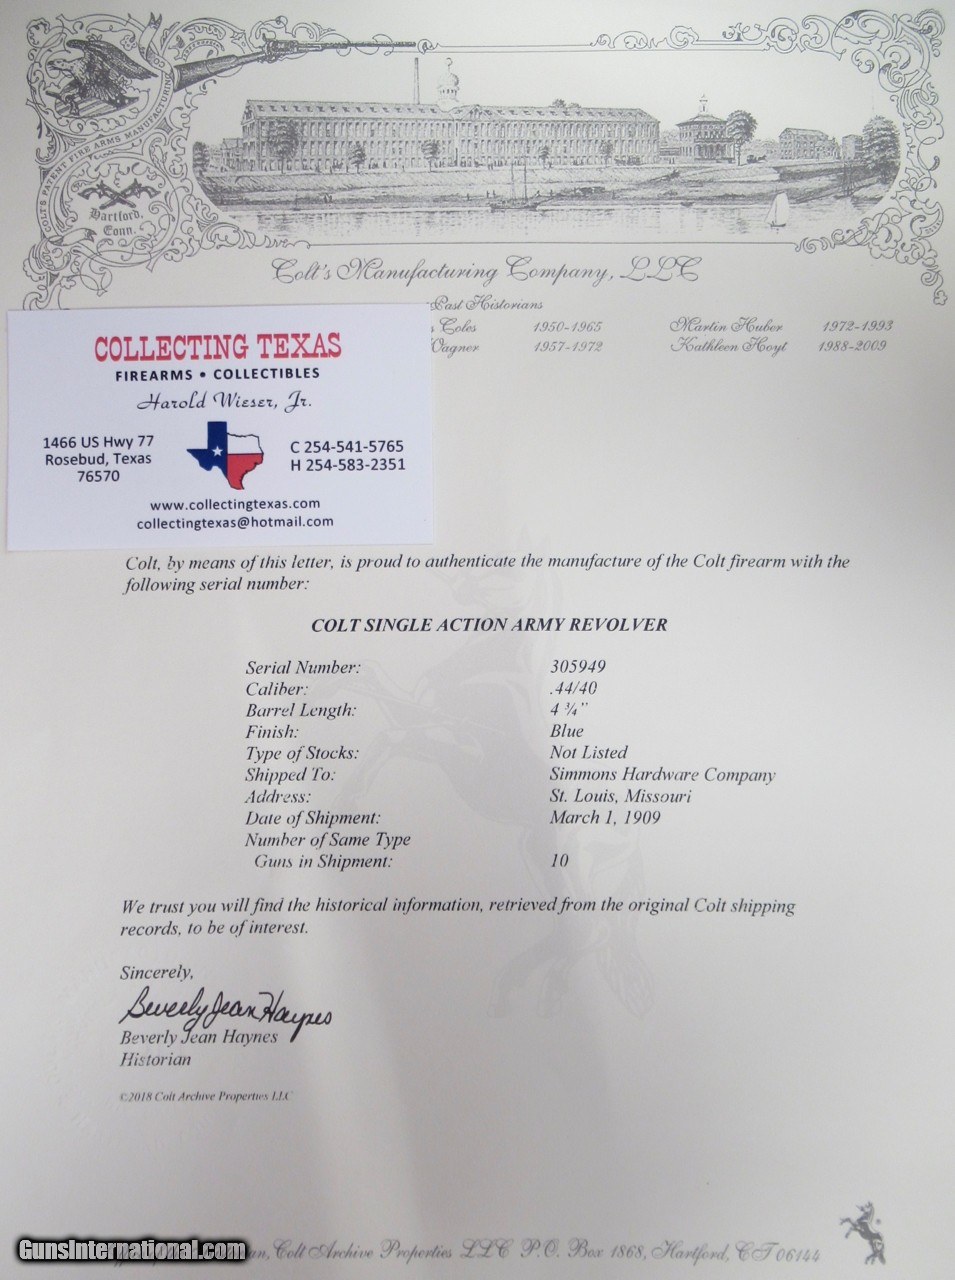 COLT'S PATENT FIRE ARMS MANUFACTURING
Hartford,
Conn.
Colt's Manufacturing Company, LLC
Past Historians
Coles 1950-1965 Martin Huber 1972-1993
Wagner 1957-1972 Kathleen Hoyt 1988-2009
COLLECTING TEXAS
FIREARMS • COLLECTIBLES
Harold Wieser, Jr.
1466 US Hwy 77
Rosebud, Texas
76570
C 254-541-5765
H 254-583-2351
www.collectingtexas.com
collectingtexas@hotmail.com
Colt, by means of this letter, is proud to authenticate the manufacture of the Colt firearm with the
following serial number:
COLT SINGLE ACTION ARMY REVOLVER
Serial Number: 305949
Caliber: .44/40
Barrel Length: 4 ¾"
Finish: Blue
Type of Stocks: Not Listed
Shipped To: Simmons Hardware Company
Address: St. Louis, Missouri
Date of Shipment: March 1, 1909
Number of Same Type
Guns in Shipment: 10
We trust you will find the historical information, retrieved from the original Colt shipping
records, to be of interest.
Sincerely,
Beverly Jean Haynes
Beverly Jean Haynes
Historian
©2018 Colt Archive Properties LLC
Colt Archive Properties LLC P.O. Box 1868, Hartford, CT 06144
GunsInternational.com